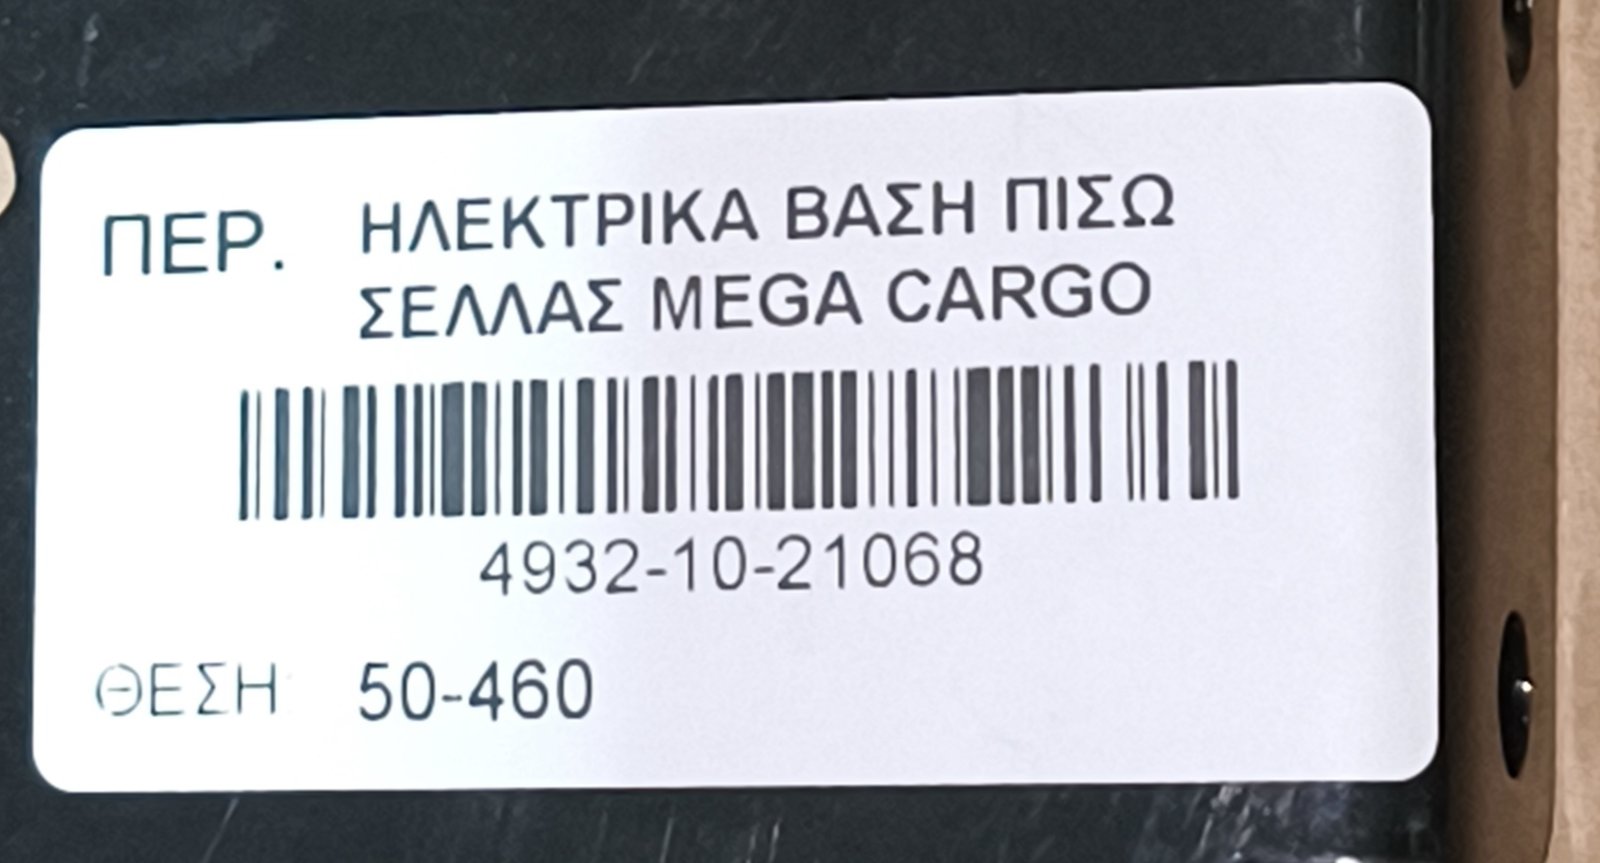 ΠΕΡ. ΗΛΕΚΤΡΙΚΑ ΒΑΣΗ ΠΙΣΩ
ΣΕΛΛΑΣ MEGA CARGO
4932-10-21068
ΘΕΣΗ: 50-460